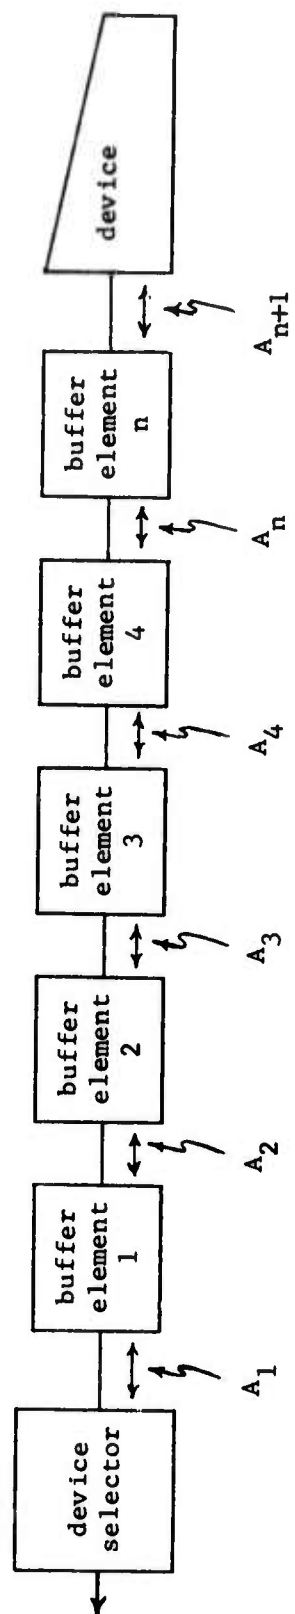 device
selector
A1
buffer
element
1
A2
buffer
element
2
A3
buffer
element
3
A4
buffer
element
4
An
buffer
element
n
An+1
device